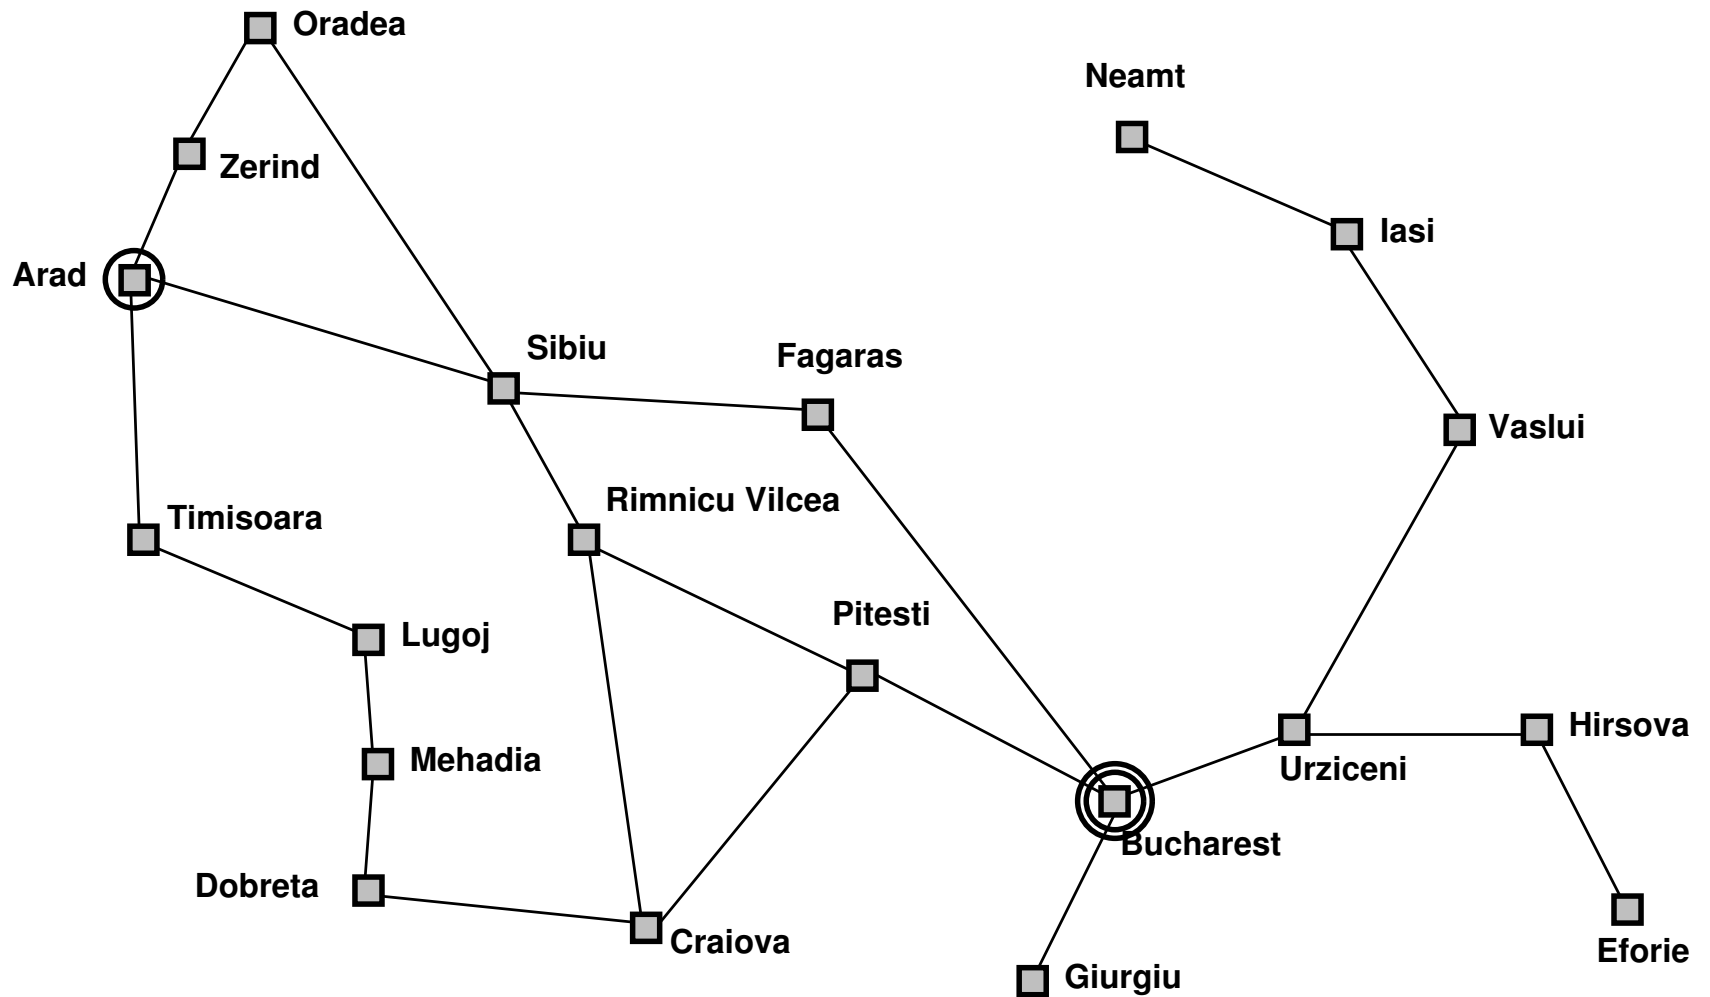 Oradea
Neamt
Zerind
Iasi
Arad
Sibiu
Fagaras
Vaslui
Rimnicu Vilcea
Timisoara
Pitesti
Lugoj
Hirsova
Mehadia
Urziceni
Bucharest
Dobreta
Craiova
Eforie
Giurgiu